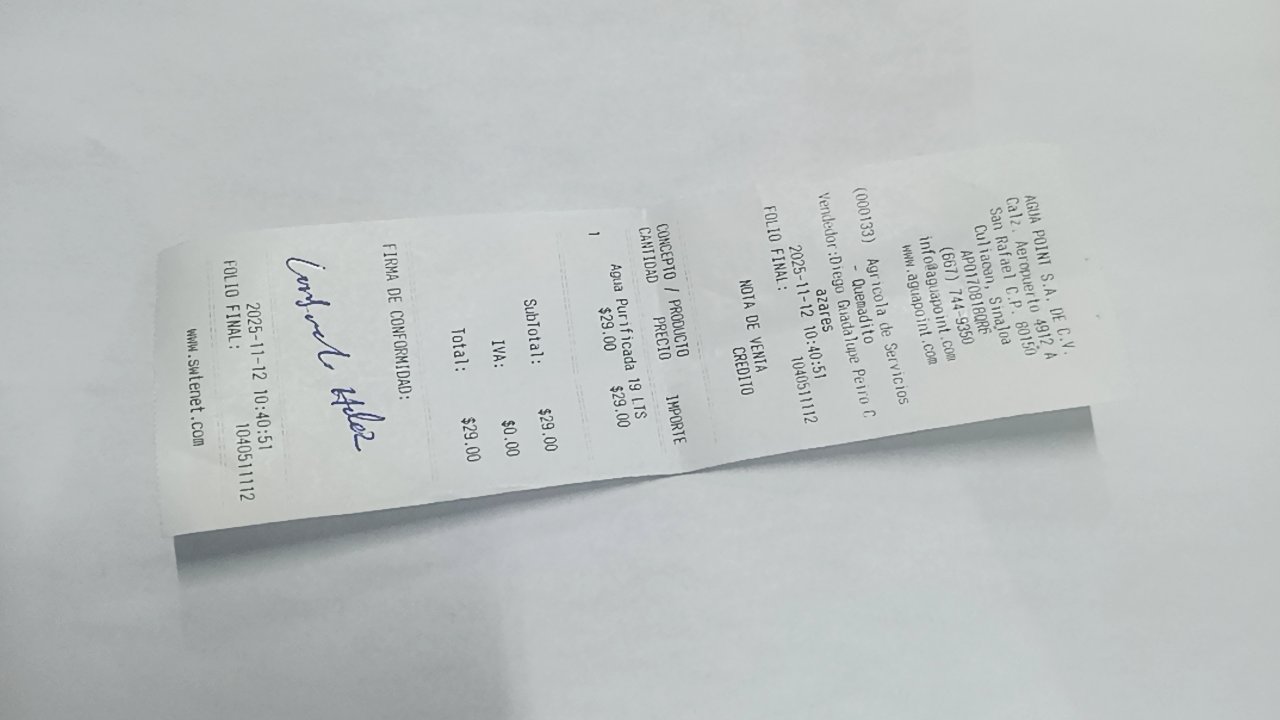 AGUA POINT S.A. DE C.V.
Calz. Aeropuerto 4912 A
San Rafael C.P. 80150
Culiacan, Sinaloa
APO170818QR6
(667) 744-9360
info@aguapoint.com
www.aguapoint.com
(000133) Agricola de Servicios
- Quemadito
Vendedor:Diego Guadalupe Peiro C
azares
2025-11-12 10:40:51
FOLIO FINAL: 1040511112
NOTA DE VENTA
CREDITO
CONCEPTO / PRODUCTO
CANTIDAD PRECIO IMPORTE
Agua Purificada 19 LTS
1 $29.00 $29.00
SubTotal: $29.00
IVA: $0.00
Total: $29.00
FIRMA DE CONFORMIDAD:
2025-11-12 10:40:51
FOLIO FINAL: 1040511112
www.swtenet.com